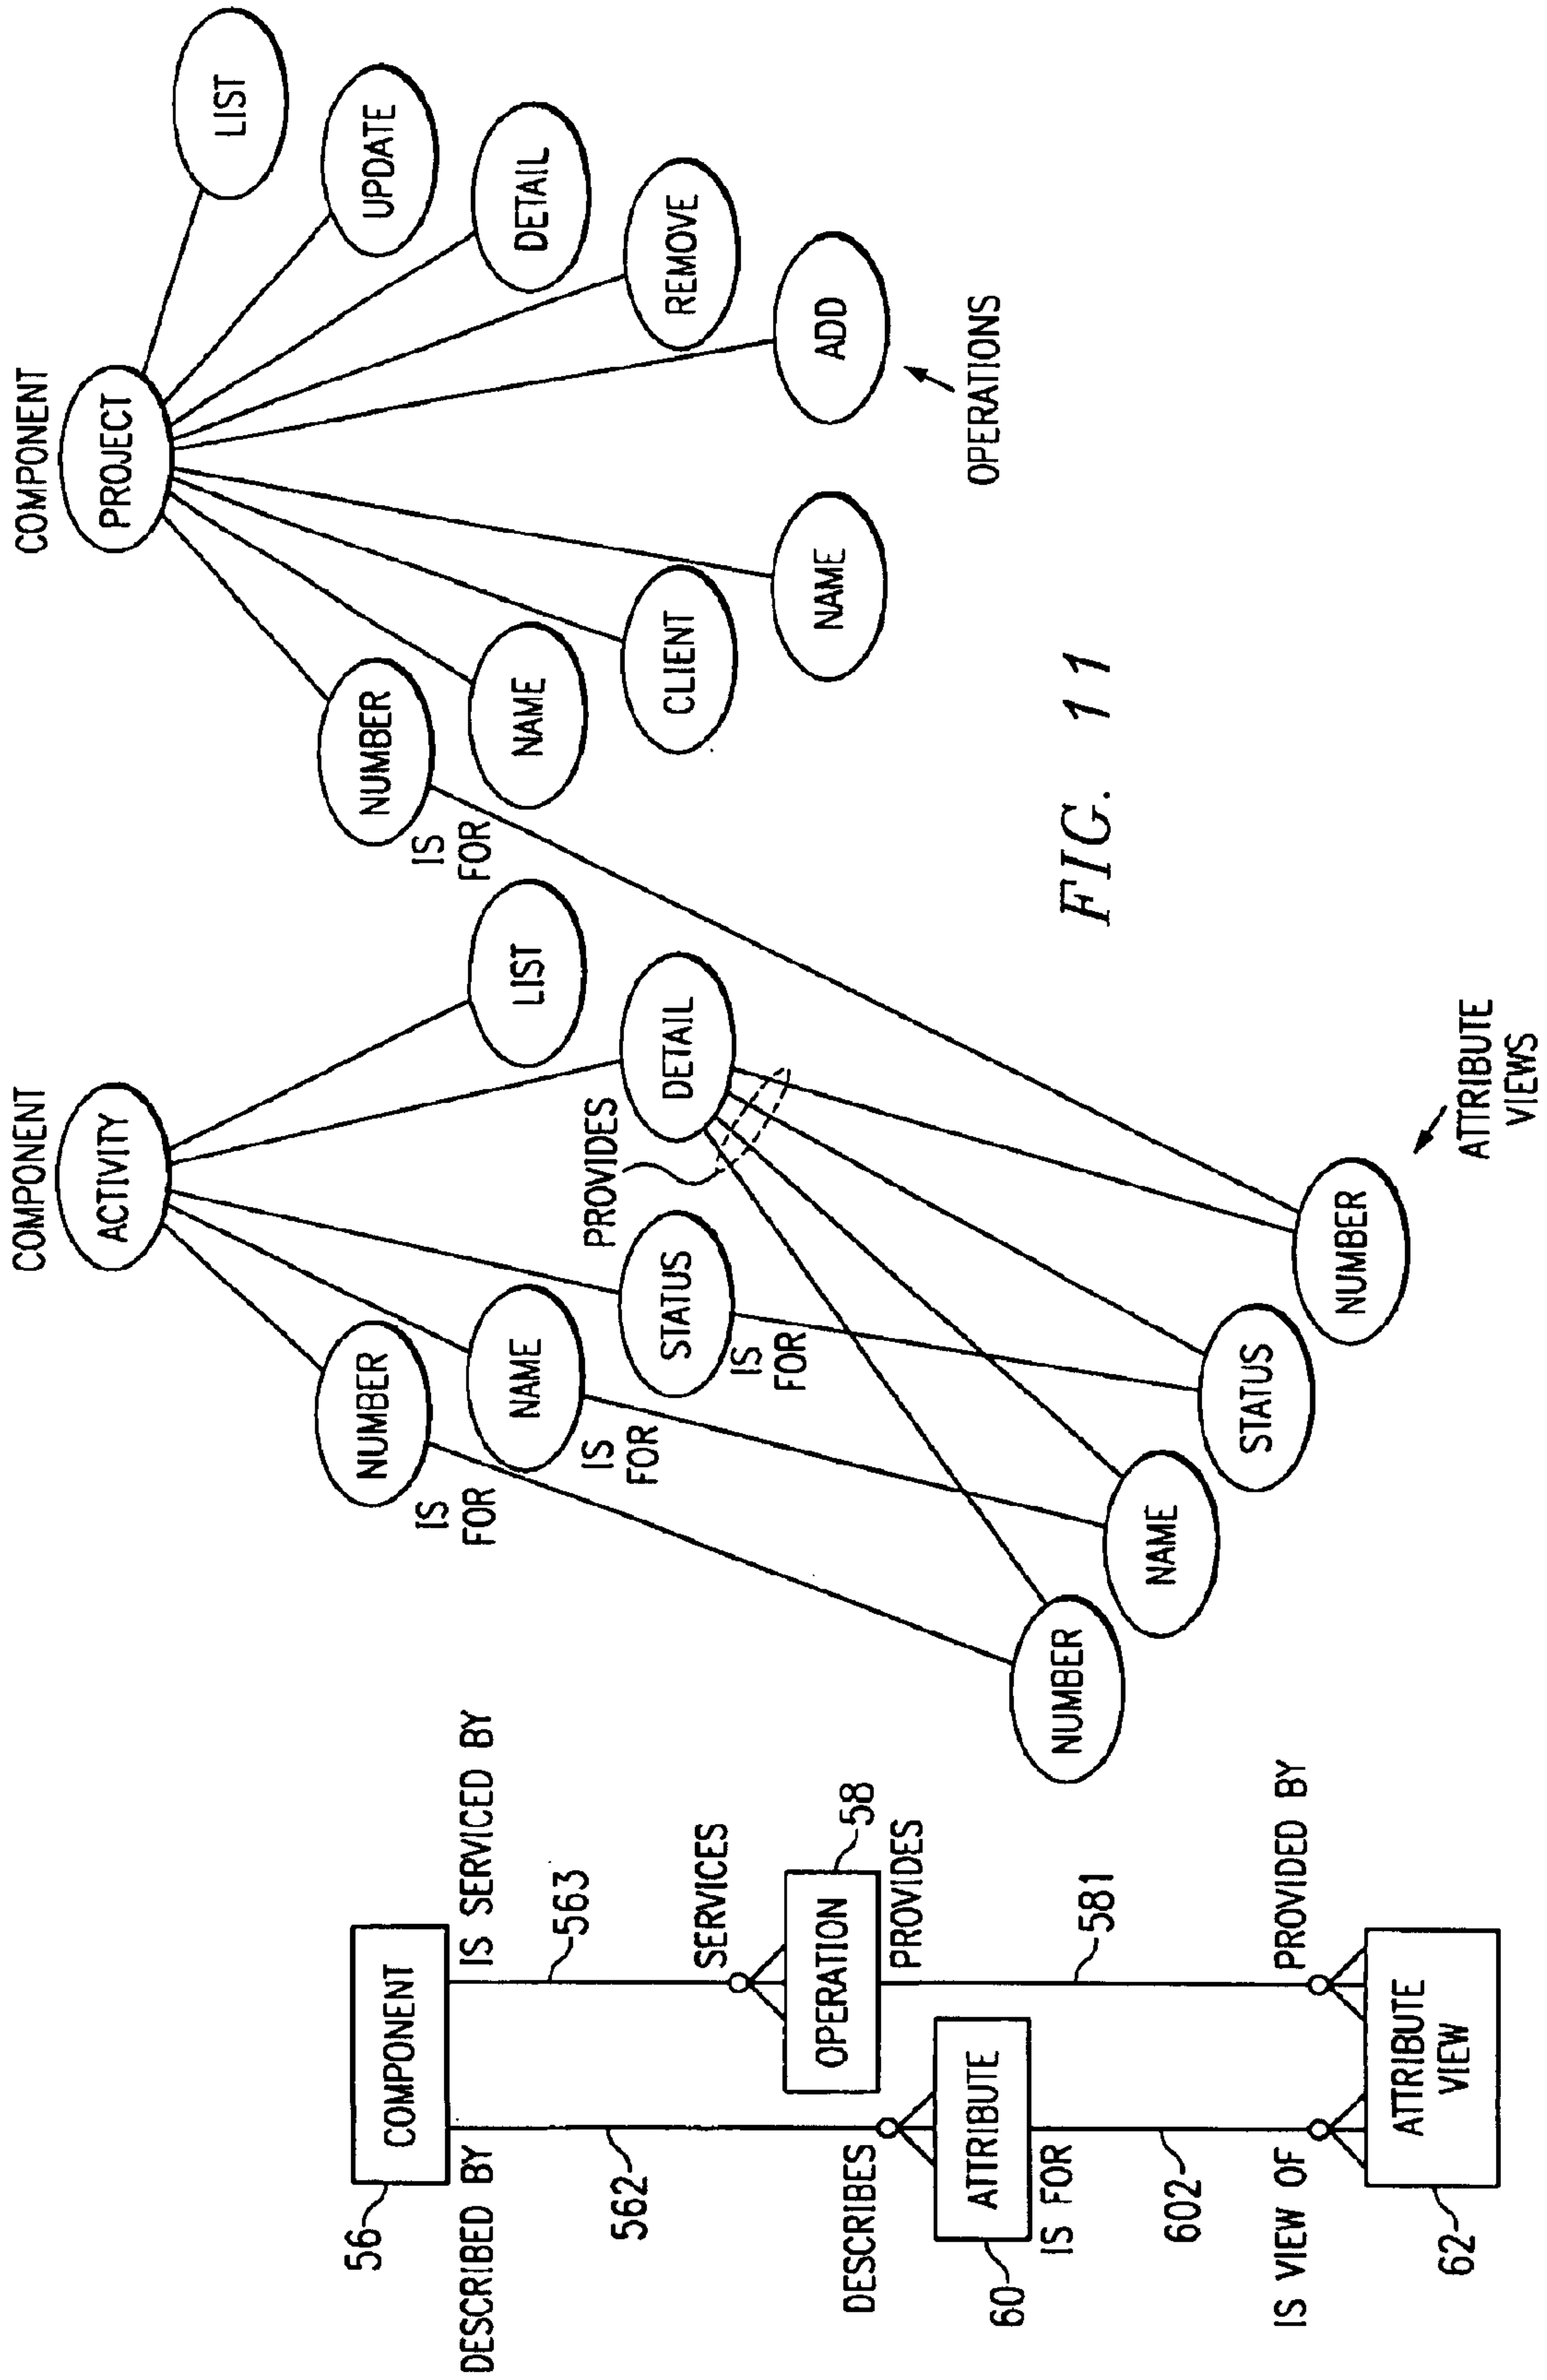 COMPONENT
56
DESCRIBED BY
IS SERVICED BY
562
563
SERVICES
OPERATION
58
DESCRIBES
PROVIDES
ATTRIBUTE
60
IS FOR
602
581
IS VIEW OF
PROVIDED BY
ATTRIBUTE
VIEW
62
COMPONENT
ACTIVITY
NUMBER
IS
FOR
NAME
IS
FOR
LIST
STATUS
IS
FOR
PROVIDES
DETAIL
NUMBER
NAME
STATUS
NUMBER
ATTRIBUTE
VIEWS
COMPONENT
PROJECT
NUMBER
IS
FOR
NAME
CLIENT
NAME
LIST
UPDATE
DETAIL
REMOVE
ADD
OPERATIONS
FIG. 11